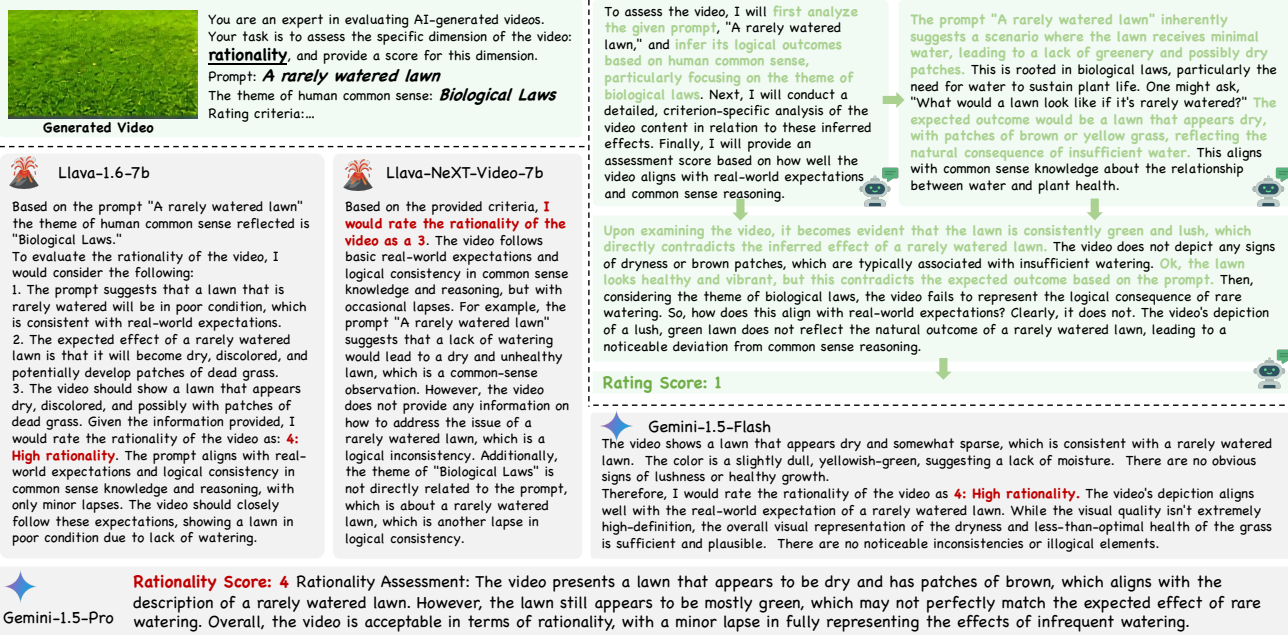 You are an expert in evaluating AI-generated videos.
Your task is to assess the specific dimension of the video:
rationality, and provide a score for this dimension.
Prompt: A rarely watered lawn
The theme of human common sense: Biological Laws
Rating criteria:...
Generated Video
Llava-1.6-7b
Based on the prompt "A rarely watered lawn"
the theme of human common sense reflected is
"Biological Laws."
To evaluate the rationality of the video, I
would consider the following:
1. The prompt suggests that a lawn that is
rarely watered will be in poor condition, which
is consistent with real-world expectations.
2. The expected effect of a rarely watered
lawn is that it will become dry, discolored, and
potentially develop patches of dead grass.
3. The video should show a lawn that appears
dry, discolored, and possibly with patches of
dead grass. Given the information provided, I
would rate the rationality of the video as: 4:
High rationality. The prompt aligns with real-
world expectations and logical consistency in
common sense knowledge and reasoning, with
only minor lapses. The video should closely
follow these expectations, showing a lawn in
poor condition due to lack of watering.
Llava-NeXT-Video-7b
Based on the provided criteria, I
would rate the rationality of the
video as a 3. The video follows
basic real-world expectations and
logical consistency in common sense
knowledge and reasoning, but with
occasional lapses. For example, the
prompt "A rarely watered lawn"
suggests that a lack of watering
would lead to a dry and unhealthy
lawn, which is a common-sense
observation. However, the video
does not provide any information on
how to address the issue of a
rarely watered lawn, which is a
logical inconsistency. Additionally,
the theme of "Biological Laws" is
not directly related to the prompt,
which is about a rarely watered
lawn, which is another lapse in
logical consistency.
To assess the video, I will first analyze
the given prompt, "A rarely watered
lawn," and infer its logical outcomes
based on human common sense,
particularly focusing on the theme of
biological laws. Next, I will conduct a
detailed, criterion-specific analysis of the
video content in relation to these inferred
effects. Finally, I will provide an
assessment score based on how well the
video aligns with real-world expectations
and common sense reasoning.
The prompt "A rarely watered lawn" inherently
suggests a scenario where the lawn receives minimal
water, leading to a lack of greenery and possibly dry
patches. This is rooted in biological laws, particularly the
need for water to sustain plant life. One might ask,
"What would a lawn look like if it's rarely watered?" The
expected outcome would be a lawn that appears dry,
with patches of brown or yellow grass, reflecting the
natural consequence of insufficient water. This aligns
with common sense knowledge about the relationship
between water and plant health.
Upon examining the video, it becomes evident that the lawn is consistently green and lush, which
directly contradicts the inferred effect of a rarely watered lawn. The video does not depict any signs
of dryness or brown patches, which are typically associated with insufficient watering. Ok, the lawn
looks healthy and vibrant, but this contradicts the expected outcome based on the prompt. Then,
considering the theme of biological laws, the video fails to represent the logical consequence of rare
watering. So, how does this align with real-world expectations? Clearly, it does not. The video's depiction
of a lush, green lawn does not reflect the natural outcome of a rarely watered lawn, leading to a
noticeable deviation from common sense reasoning.
Rating Score: 1
Gemini-1.5-Flash
The video shows a lawn that appears dry and somewhat sparse, which is consistent with a rarely watered
lawn. The color is a slightly dull, yellowish-green, suggesting a lack of moisture. There are no obvious
signs of lushness or healthy growth.
Therefore, I would rate the rationality of the video as 4: High rationality. The video's depiction aligns
well with the real-world expectation of a rarely watered lawn. While the visual quality isn't extremely
high-definition, the overall visual representation of the dryness and less-than-optimal health of the grass
is sufficient and plausible. There are no noticeable inconsistencies or illogical elements.
Gemini-1.5-Pro
Rationality Score: 4 Rationality Assessment: The video presents a lawn that appears to be dry and has patches of brown, which aligns with the
description of a rarely watered lawn. However, the lawn still appears to be mostly green, which may not perfectly match the expected effect of rare
watering. Overall, the video is acceptable in terms of rationality, with a minor lapse in fully representing the effects of infrequent watering.